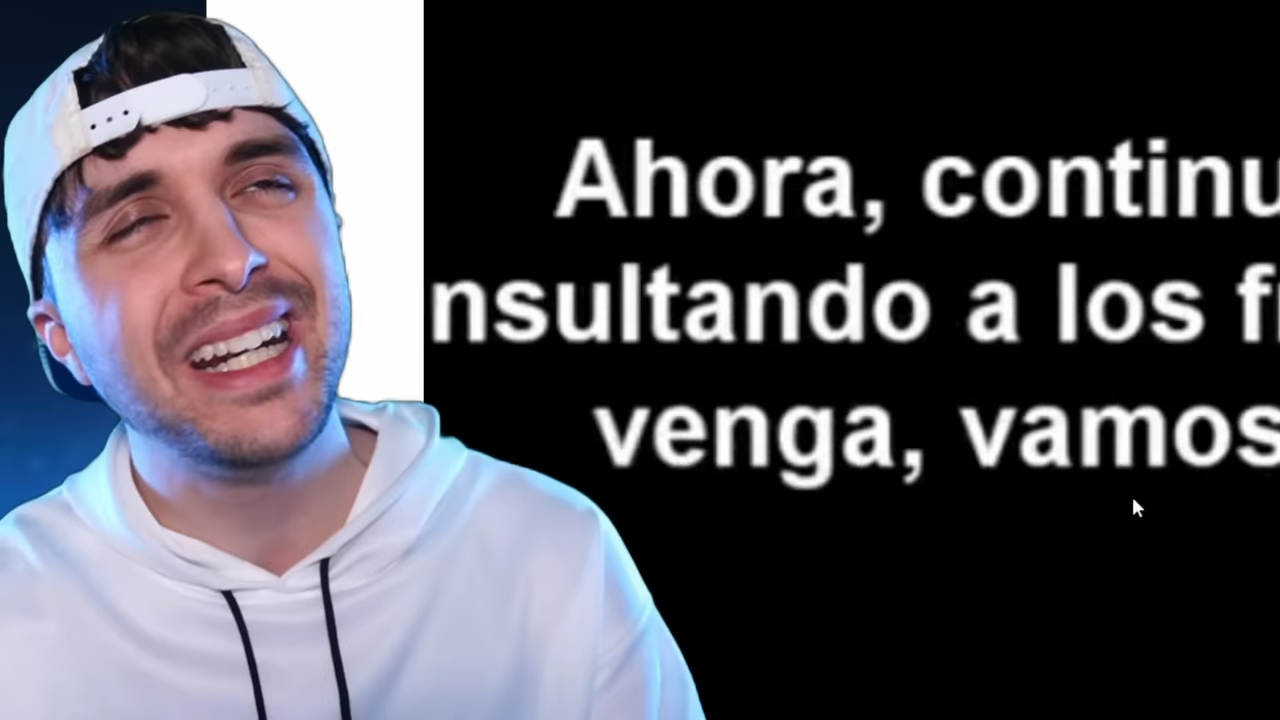 Ahora, continu
nsultando a los f
venga, vamos